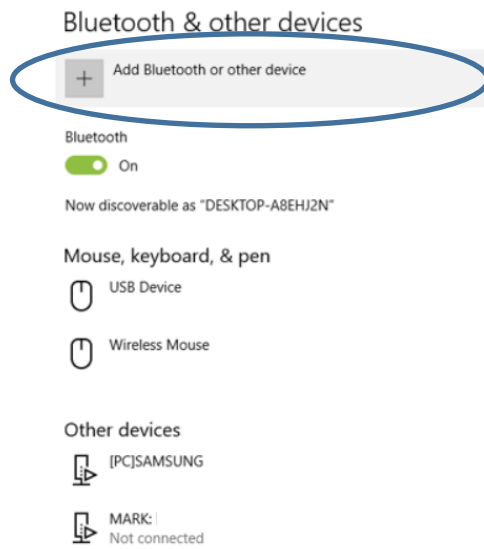 Bluetooth & other devices
Add Bluetooth or other device
Bluetooth
On
Now discoverable as "DESKTOP-A8EHJ2N"
Mouse, keyboard, & pen
USB Device
Wireless Mouse
Other devices
[PC]SAMSUNG
MARK:
Not connected